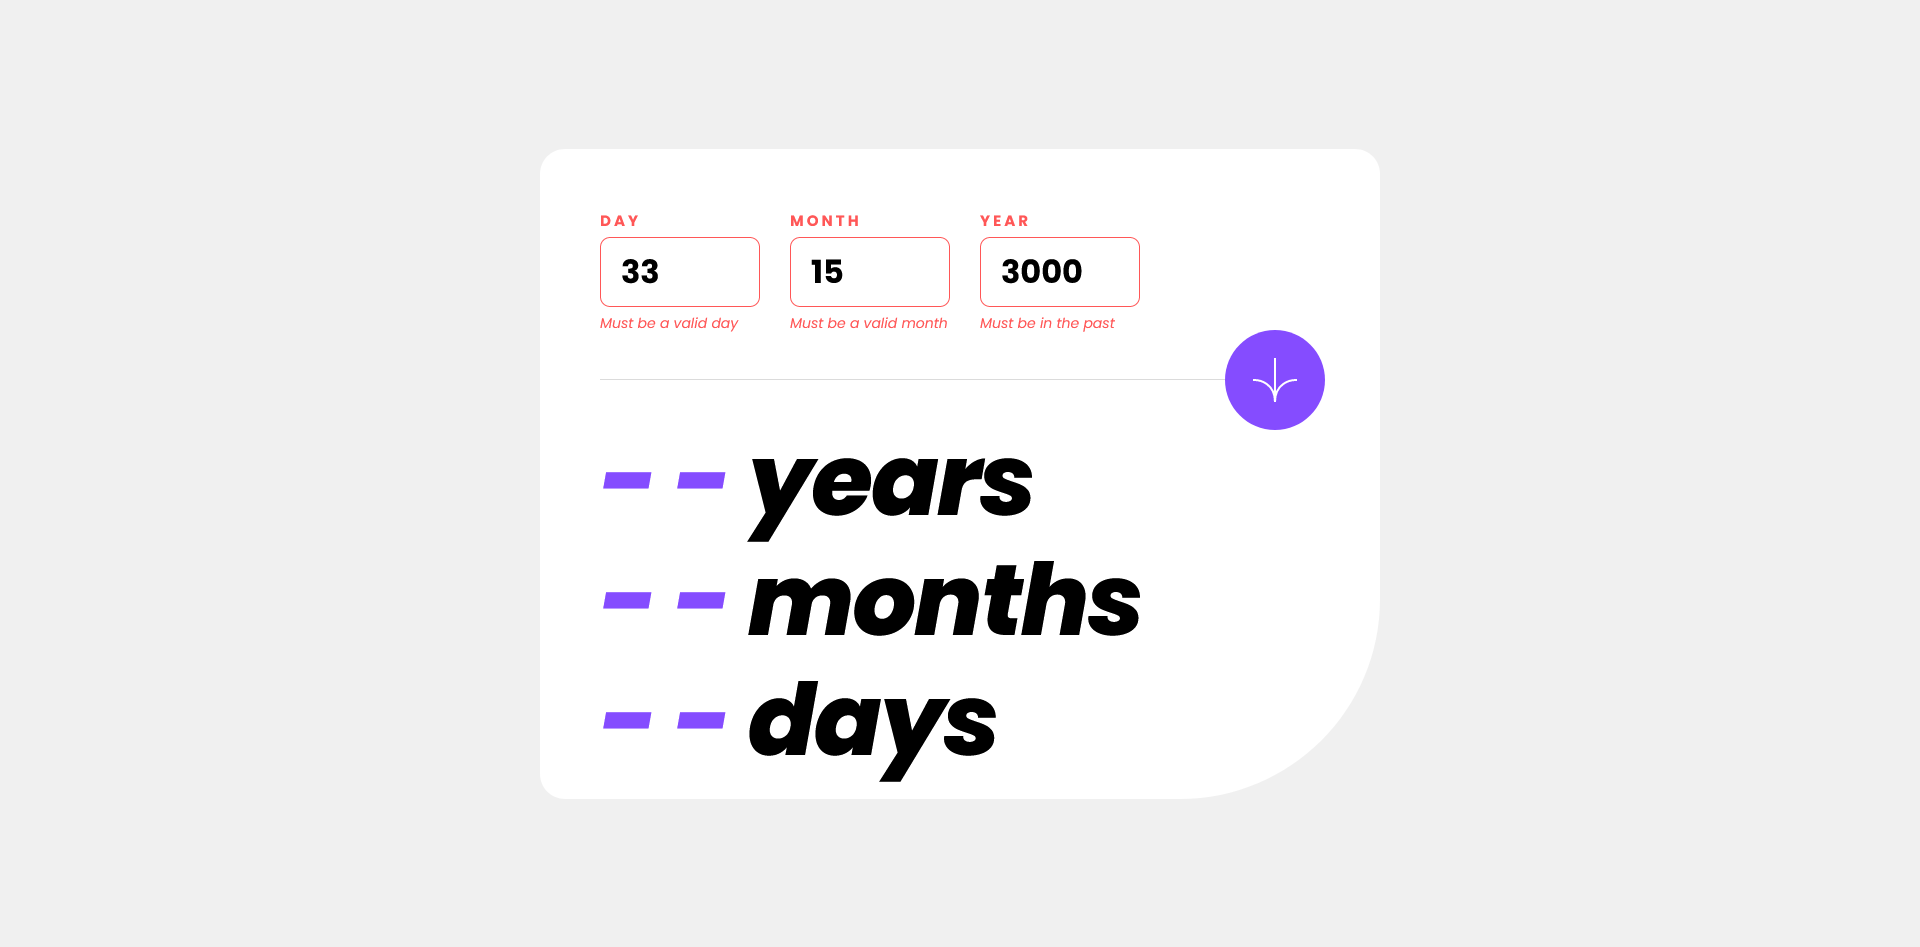 DAY MONTH YEAR
33 15 3000
Must be a valid day Must be a valid month Must be in the past
- - years
- - months
- - days